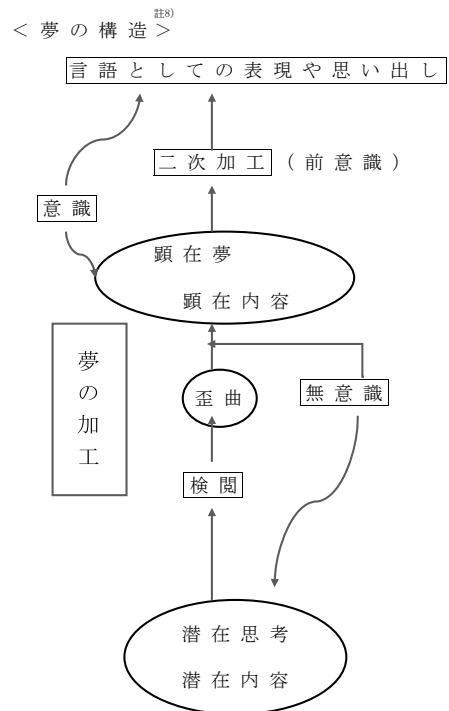 註8)
＜夢の構造＞
言語としての表現や思い出し
二次加工（前意識）
意識
顕在夢
顕在内容
夢の加工
歪曲
無意識
検閲
潜在思考
潜在内容